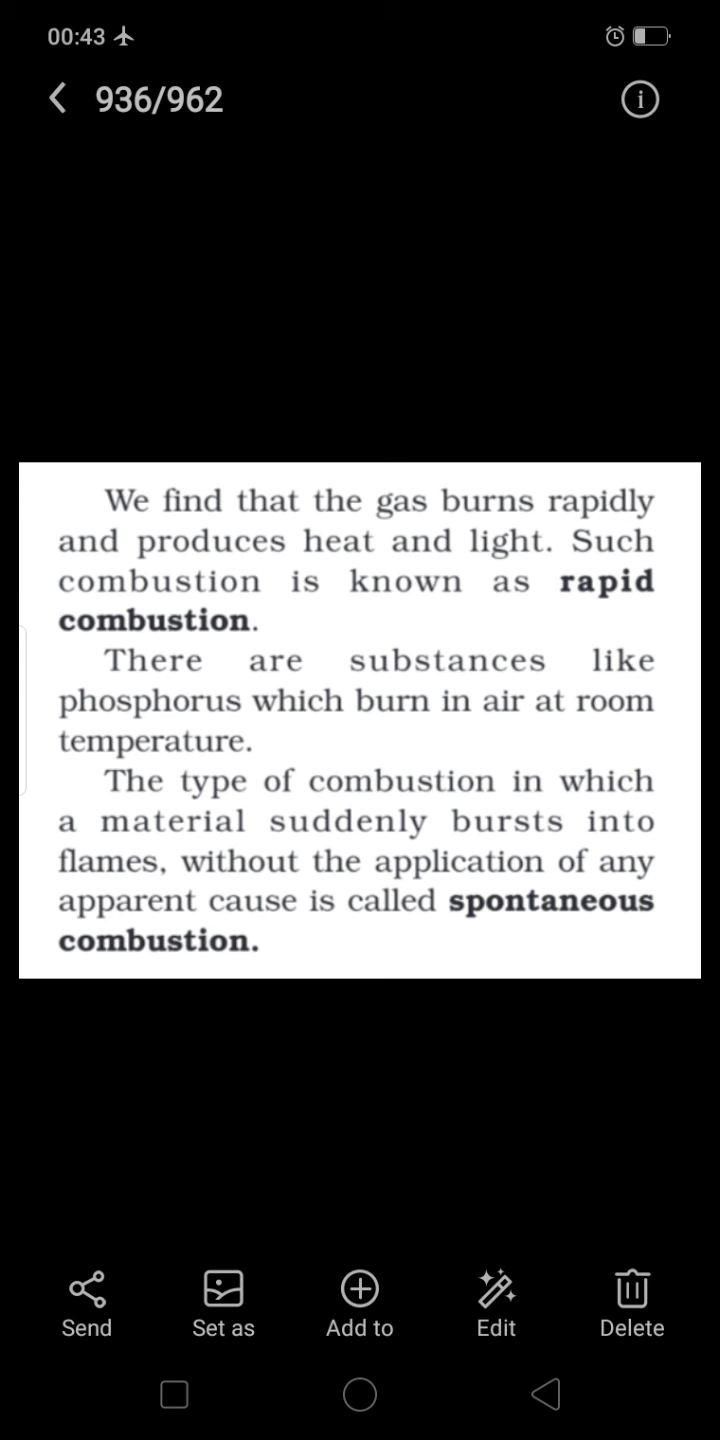 00:43
936/962
We find that the gas burns rapidly
and produces heat and light. Such
combustion is known as rapid
combustion.
There are substances like
phosphorus which burn in air at room
temperature.
The type of combustion in which
a material suddenly bursts into
flames, without the application of any
apparent cause is called spontaneous
combustion.
Send Set as Add to Edit Delete